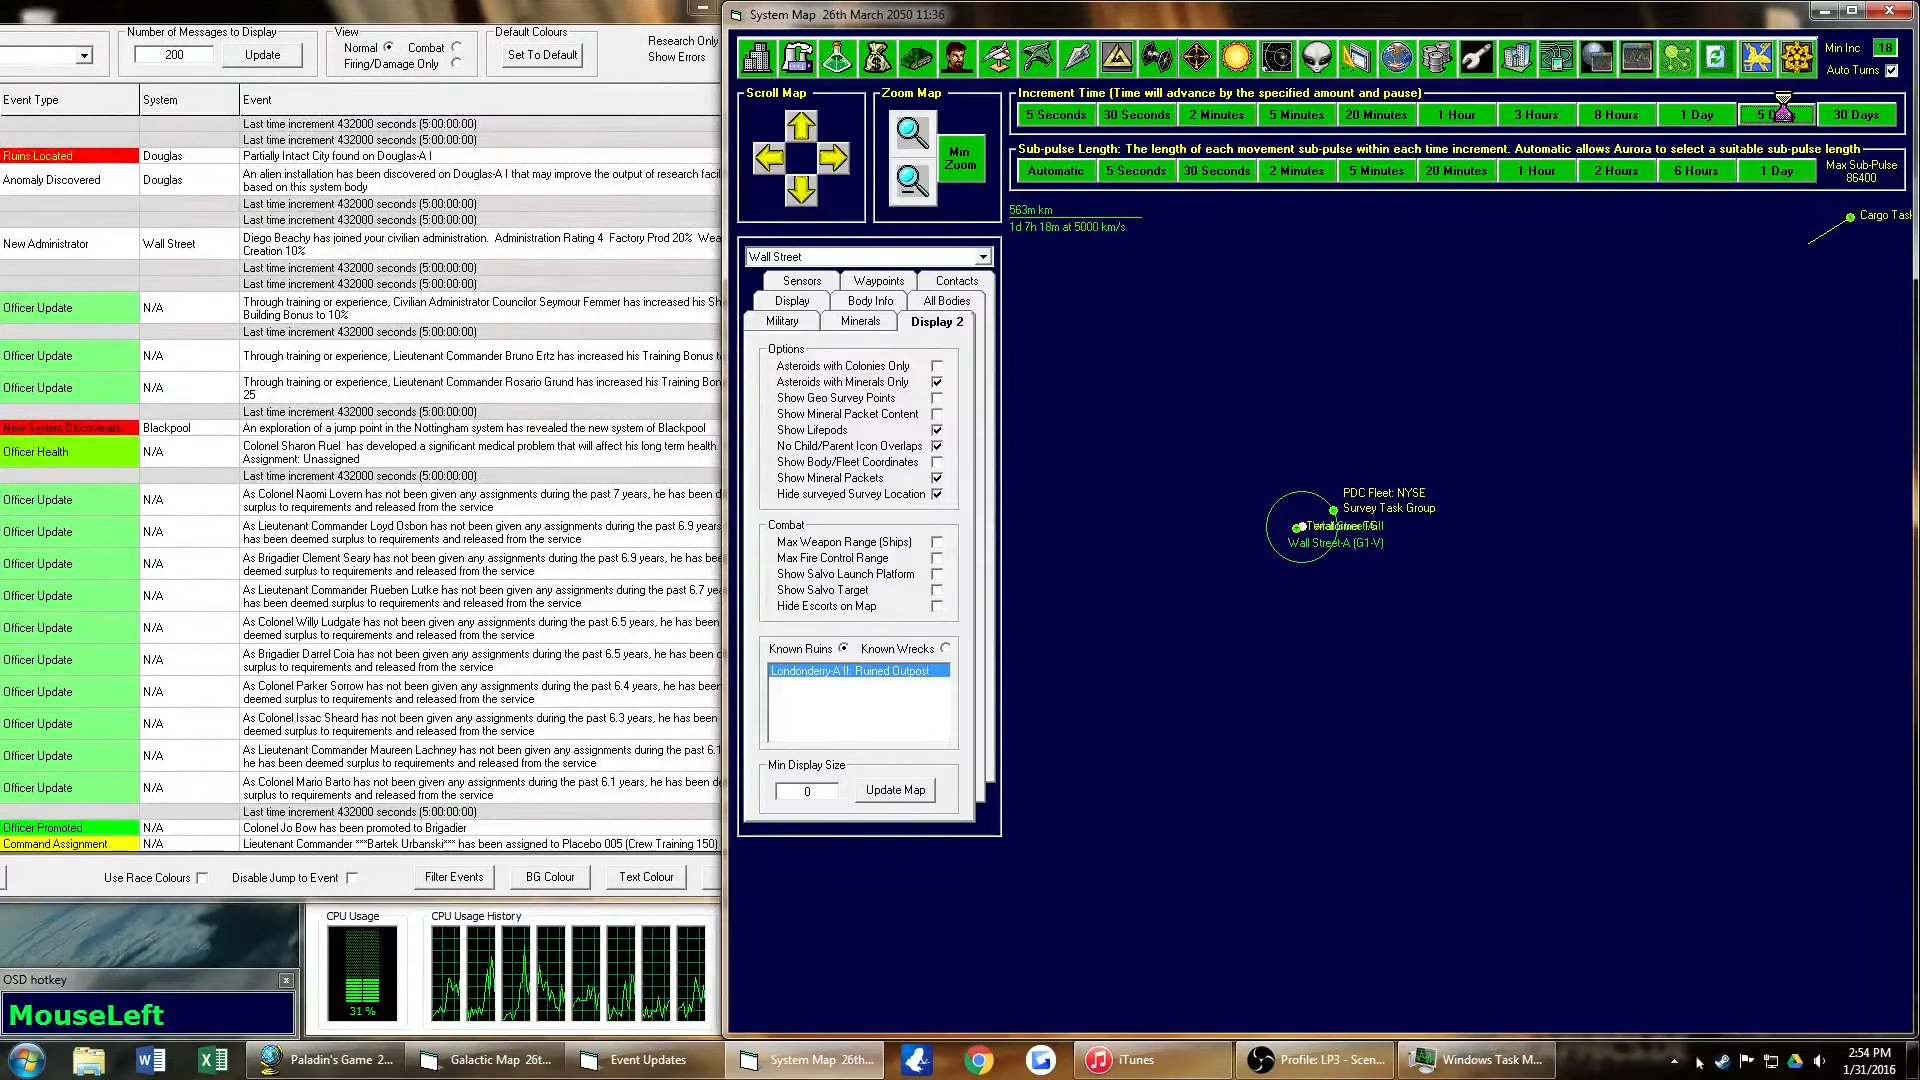 Number of Messages to Display
200
Update
View
Normal
Combat
Firing/Damage Only
Default Colours
Set To Default
Research Only
Show Errors
Event Type
System
Event
Last time increment 432000 seconds (5:00:00:00)
Last time increment 432000 seconds (5:00:00:00)
Ruins Located
Douglas
Partially Intact City found on Douglas-A I
Anomaly Discovered
Douglas
An alien installation has been discovered on Douglas-A I that may improve the output of research facil
based on this system body
Last time increment 432000 seconds (5:00:00:00)
Last time increment 432000 seconds (5:00:00:00)
New Administrator
Wall Street
Diego Beachy has joined your civilian administration. Administration Rating 4 Factory Prod 20% Wea
Creation 10%
Last time increment 432000 seconds (5:00:00:00)
Last time increment 432000 seconds (5:00:00:00)
Officer Update
N/A
Through training or experience, Civilian Administrator Councilor Seymour Femmer has increased his Sh
Building Bonus to 10%
Last time increment 432000 seconds (5:00:00:00)
Officer Update
N/A
Through training or experience, Lieutenant Commander Bruno Ertz has increased his Training Bonus t
Officer Update
N/A
Through training or experience, Lieutenant Commander Rosario Grund has increased his Training Bon
25
Last time increment 432000 seconds (5:00:00:00)
New System Discovered
Blackpool
An exploration of a jump point in the Nottingham system has revealed the new system of Blackpool
Officer Health
N/A
Colonel Sharon Ruel has developed a significant medical problem that will affect his long term health.
Assignment: Unassigned
Last time increment 432000 seconds (5:00:00:00)
Officer Update
N/A
As Colonel Naomi Lovern has not been given any assignments during the past 7 years, he has been d
surplus to requirements and released from the service
Officer Update
N/A
As Lieutenant Commander Loyd Osbon has not been given any assignments during the past 6.9 years
deemed surplus to requirements and released from the service
Officer Update
N/A
As Brigadier Clement Seary has not been given any assignments during the past 6.9 years, he has bee
deemed surplus to requirements and released from the service
Officer Update
N/A
As Lieutenant Commander Rueben Lutke has not been given any assignments during the past 6.7 ye
has been deemed surplus to requirements and released from the service
Officer Update
N/A
As Colonel Willy Ludgate has not been given any assignments during the past 6.5 years, he has been
deemed surplus to requirements and released from the service
Officer Update
N/A
As Brigadier Darrel Coia has not been given any assignments during the past 6.5 years, he has been d
surplus to requirements and released from the service
Officer Update
N/A
As Colonel Parker Sorrow has not been given any assignments during the past 6.4 years, he has been
deemed surplus to requirements and released from the service
Officer Update
N/A
As Colonel Issac Sheard has not been given any assignments during the past 6.3 years, he has been
deemed surplus to requirements and released from the service
Officer Update
N/A
As Lieutenant Commander Maureen Lachney has not been given any assignments during the past 6.1
he has been deemed surplus to requirements and released from the service
Officer Update
N/A
As Colonel Mario Barto has not been given any assignments during the past 6.1 years, he has been d
surplus to requirements and released from the service
Last time increment 432000 seconds (5:00:00:00)
Officer Promoted
N/A
Colonel Jo Bow has been promoted to Brigadier
Command Assignment
N/A
Lieutenant Commander ***Bartek Urbanski*** has been assigned to Placebo 005 (Crew Training 150)
Use Race Colours
Disable Jump to Event
Filter Events
BG Colour
Text Colour
CPU Usage
31 %
CPU Usage History
OSD hotkey
MouseLeft
System Map 26th March 2050 11:36
Min Inc
18
Auto Turns
Scroll Map
Zoom Map
Min
Zoom
Increment Time (Time will advance by the specified amount and pause)
5 Seconds
30 Seconds
2 Minutes
5 Minutes
20 Minutes
1 Hour
3 Hours
8 Hours
1 Day
30 Days
Sub-pulse Length: The length of each movement sub-pulse within each time increment. Automatic allows Aurora to select a suitable sub-pulse length
Automatic
5 Seconds
30 Seconds
2 Minutes
5 Minutes
20 Minutes
1 Hour
2 Hours
6 Hours
1 Day
Max Sub-Pulse
86400
563m km
1d 7h 18m at 5000 km/s
Cargo Task
Wall Street
Sensors
Waypoints
Contacts
Display
Body Info
All Bodies
Military
Minerals
Display 2
Options
Asteroids with Colonies Only
Asteroids with Minerals Only
Show Geo Survey Points
Show Mineral Packet Content
Show Lifepods
No Child/Parent Icon Overlaps
Show Body/Fleet Coordinates
Show Mineral Packets
Hide surveyed Survey Location
Combat
Max Weapon Range (Ships)
Max Fire Control Range
Show Salvo Launch Platform
Show Salvo Target
Hide Escorts on Map
Known Ruins
Known Wrecks
Londonderry-A II: Ruined Outpost
Min Display Size
0
Update Map
PDC Fleet: NYSE
Survey Task Group
Wall Street-A (G1-V)
Paladin's Game 2...
Galactic Map 26t...
Event Updates
System Map 26th...
iTunes
Profile: LP3 - Scen...
Windows Task M...
2:54 PM
1/31/2016